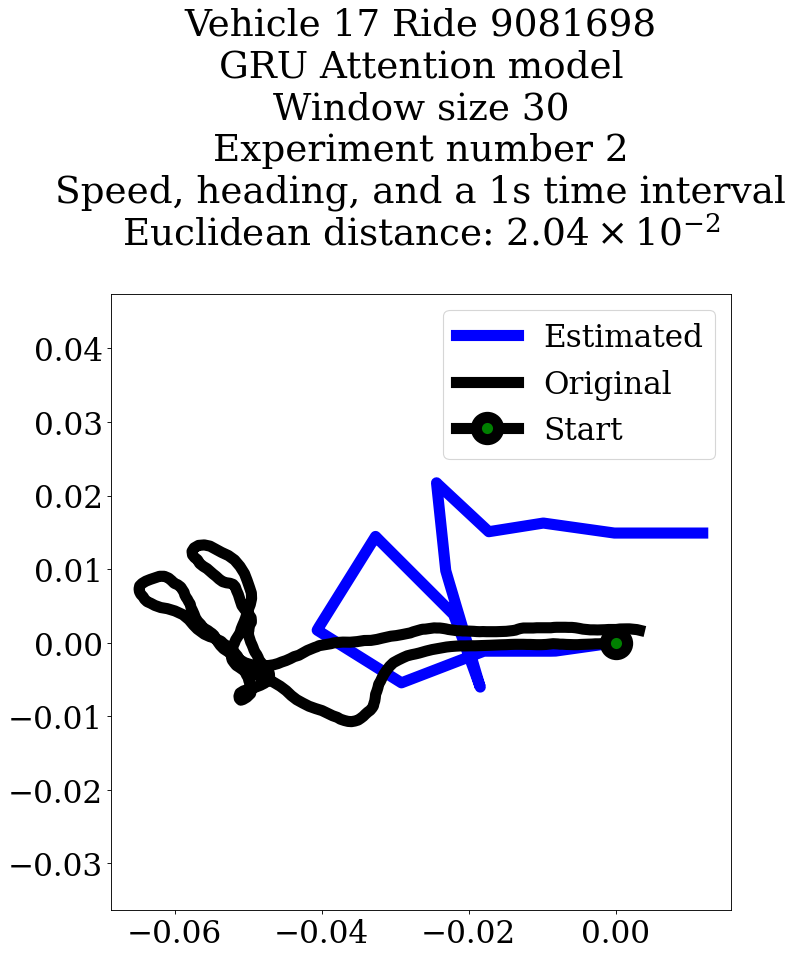 Vehicle 17 Ride 9081698
GRU Attention model
Window size 30
Experiment number 2
Speed, heading, and a 1s time interval
Euclidean distance: 2.04 × 10⁻²
Estimated
Original
Start
0.04
0.03
0.02
0.01
0.00
−0.01
−0.02
−0.03
−0.06 −0.04 −0.02 0.00